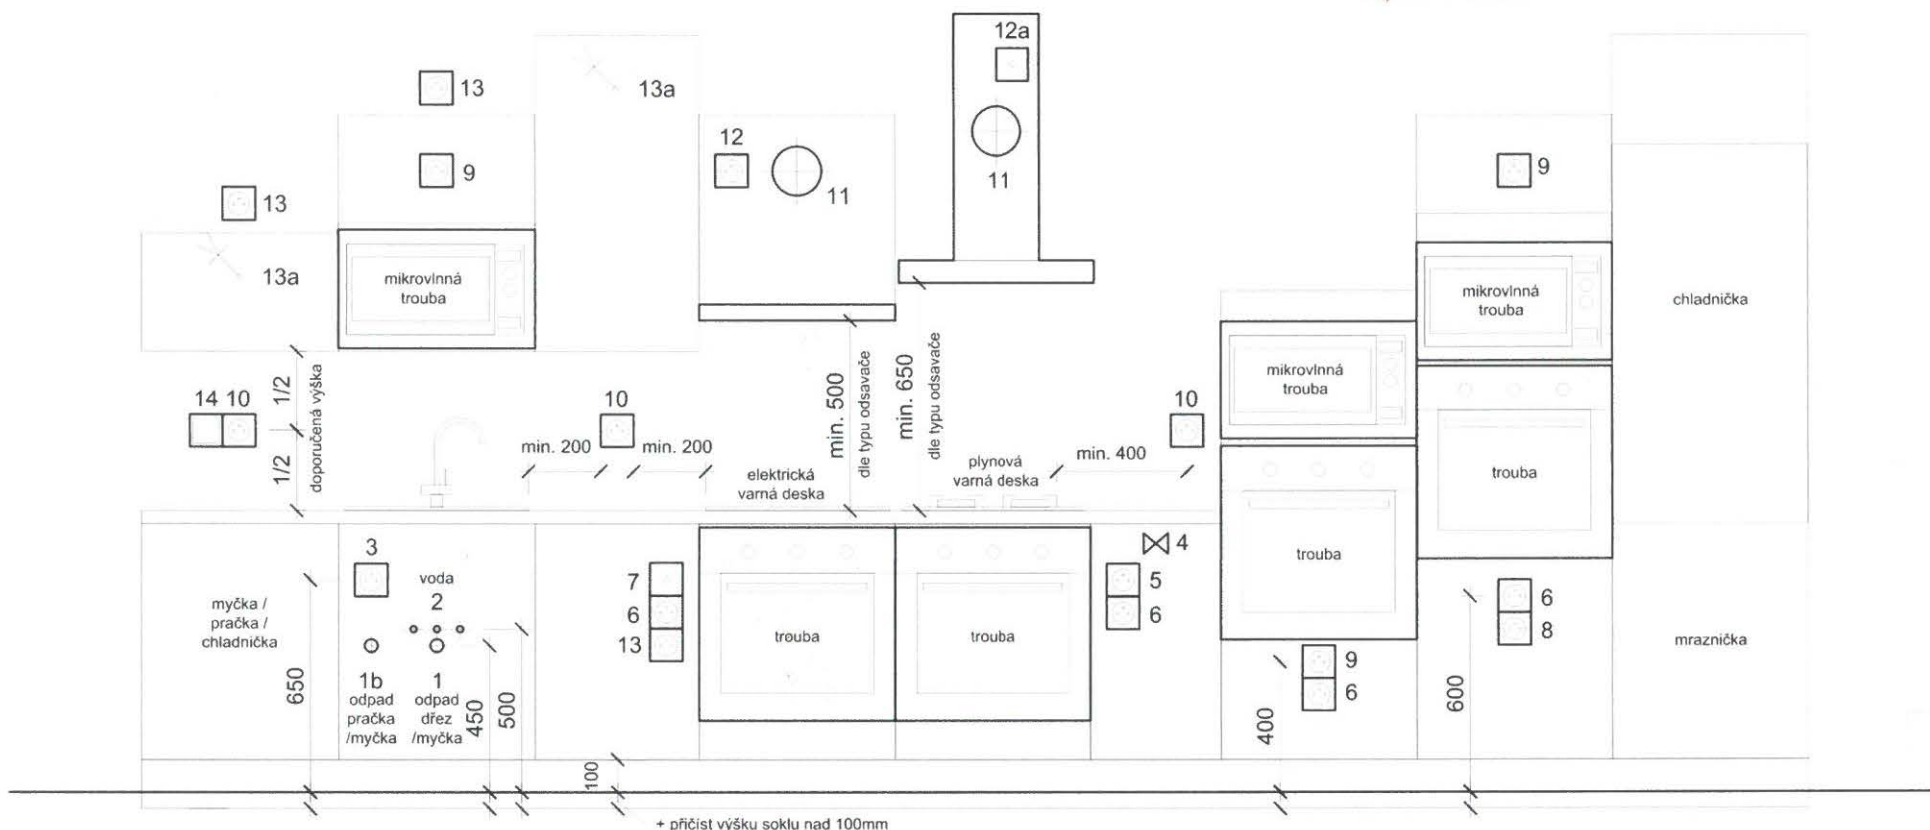 12a
13
13a
12
9
11
11
9
13
13a
mikrovlnná
trouba
mikrovlnná
trouba
chladnička
mikrovlnná
trouba
14 10
1/2
1/2
doporučená výška
10
min. 200
min. 200
elektrická
varná deska
min. 500
dle typu odsavače
min. 650
dle typu odsavače
plynová
varná deska
min. 400
10
trouba
trouba
3
voda
2
7
6
13
trouba
trouba
4
5
6
6
8
myčka /
pračka /
chladnička
mraznička
650
1b
odpad
pračka
/myčka
1
odpad
dřez
/myčka
450
500
9
6
400
600
100
+ přičíst výšku soklu nad 100mm